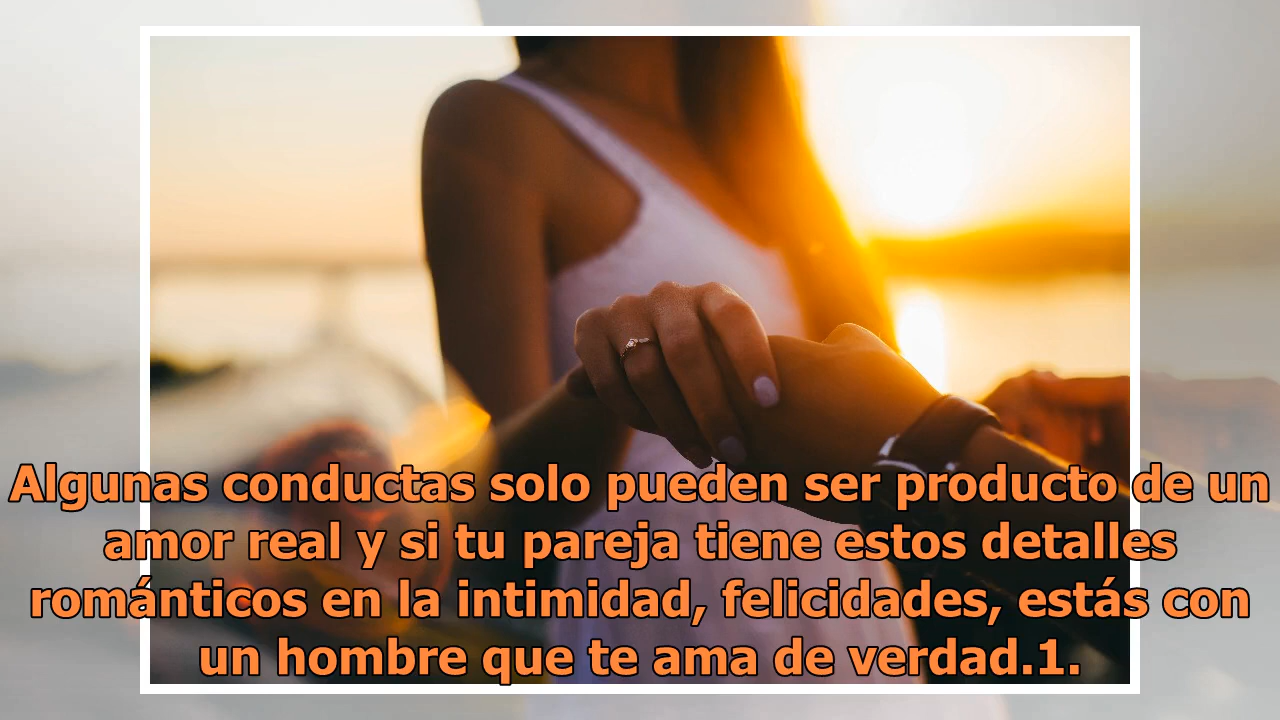 Algunas conductas solo pueden ser producto de un
amor real y si tu pareja tiene estos detalles
románticos en la intimidad, felicidades, estás con
un hombre que te ama de verdad.1.